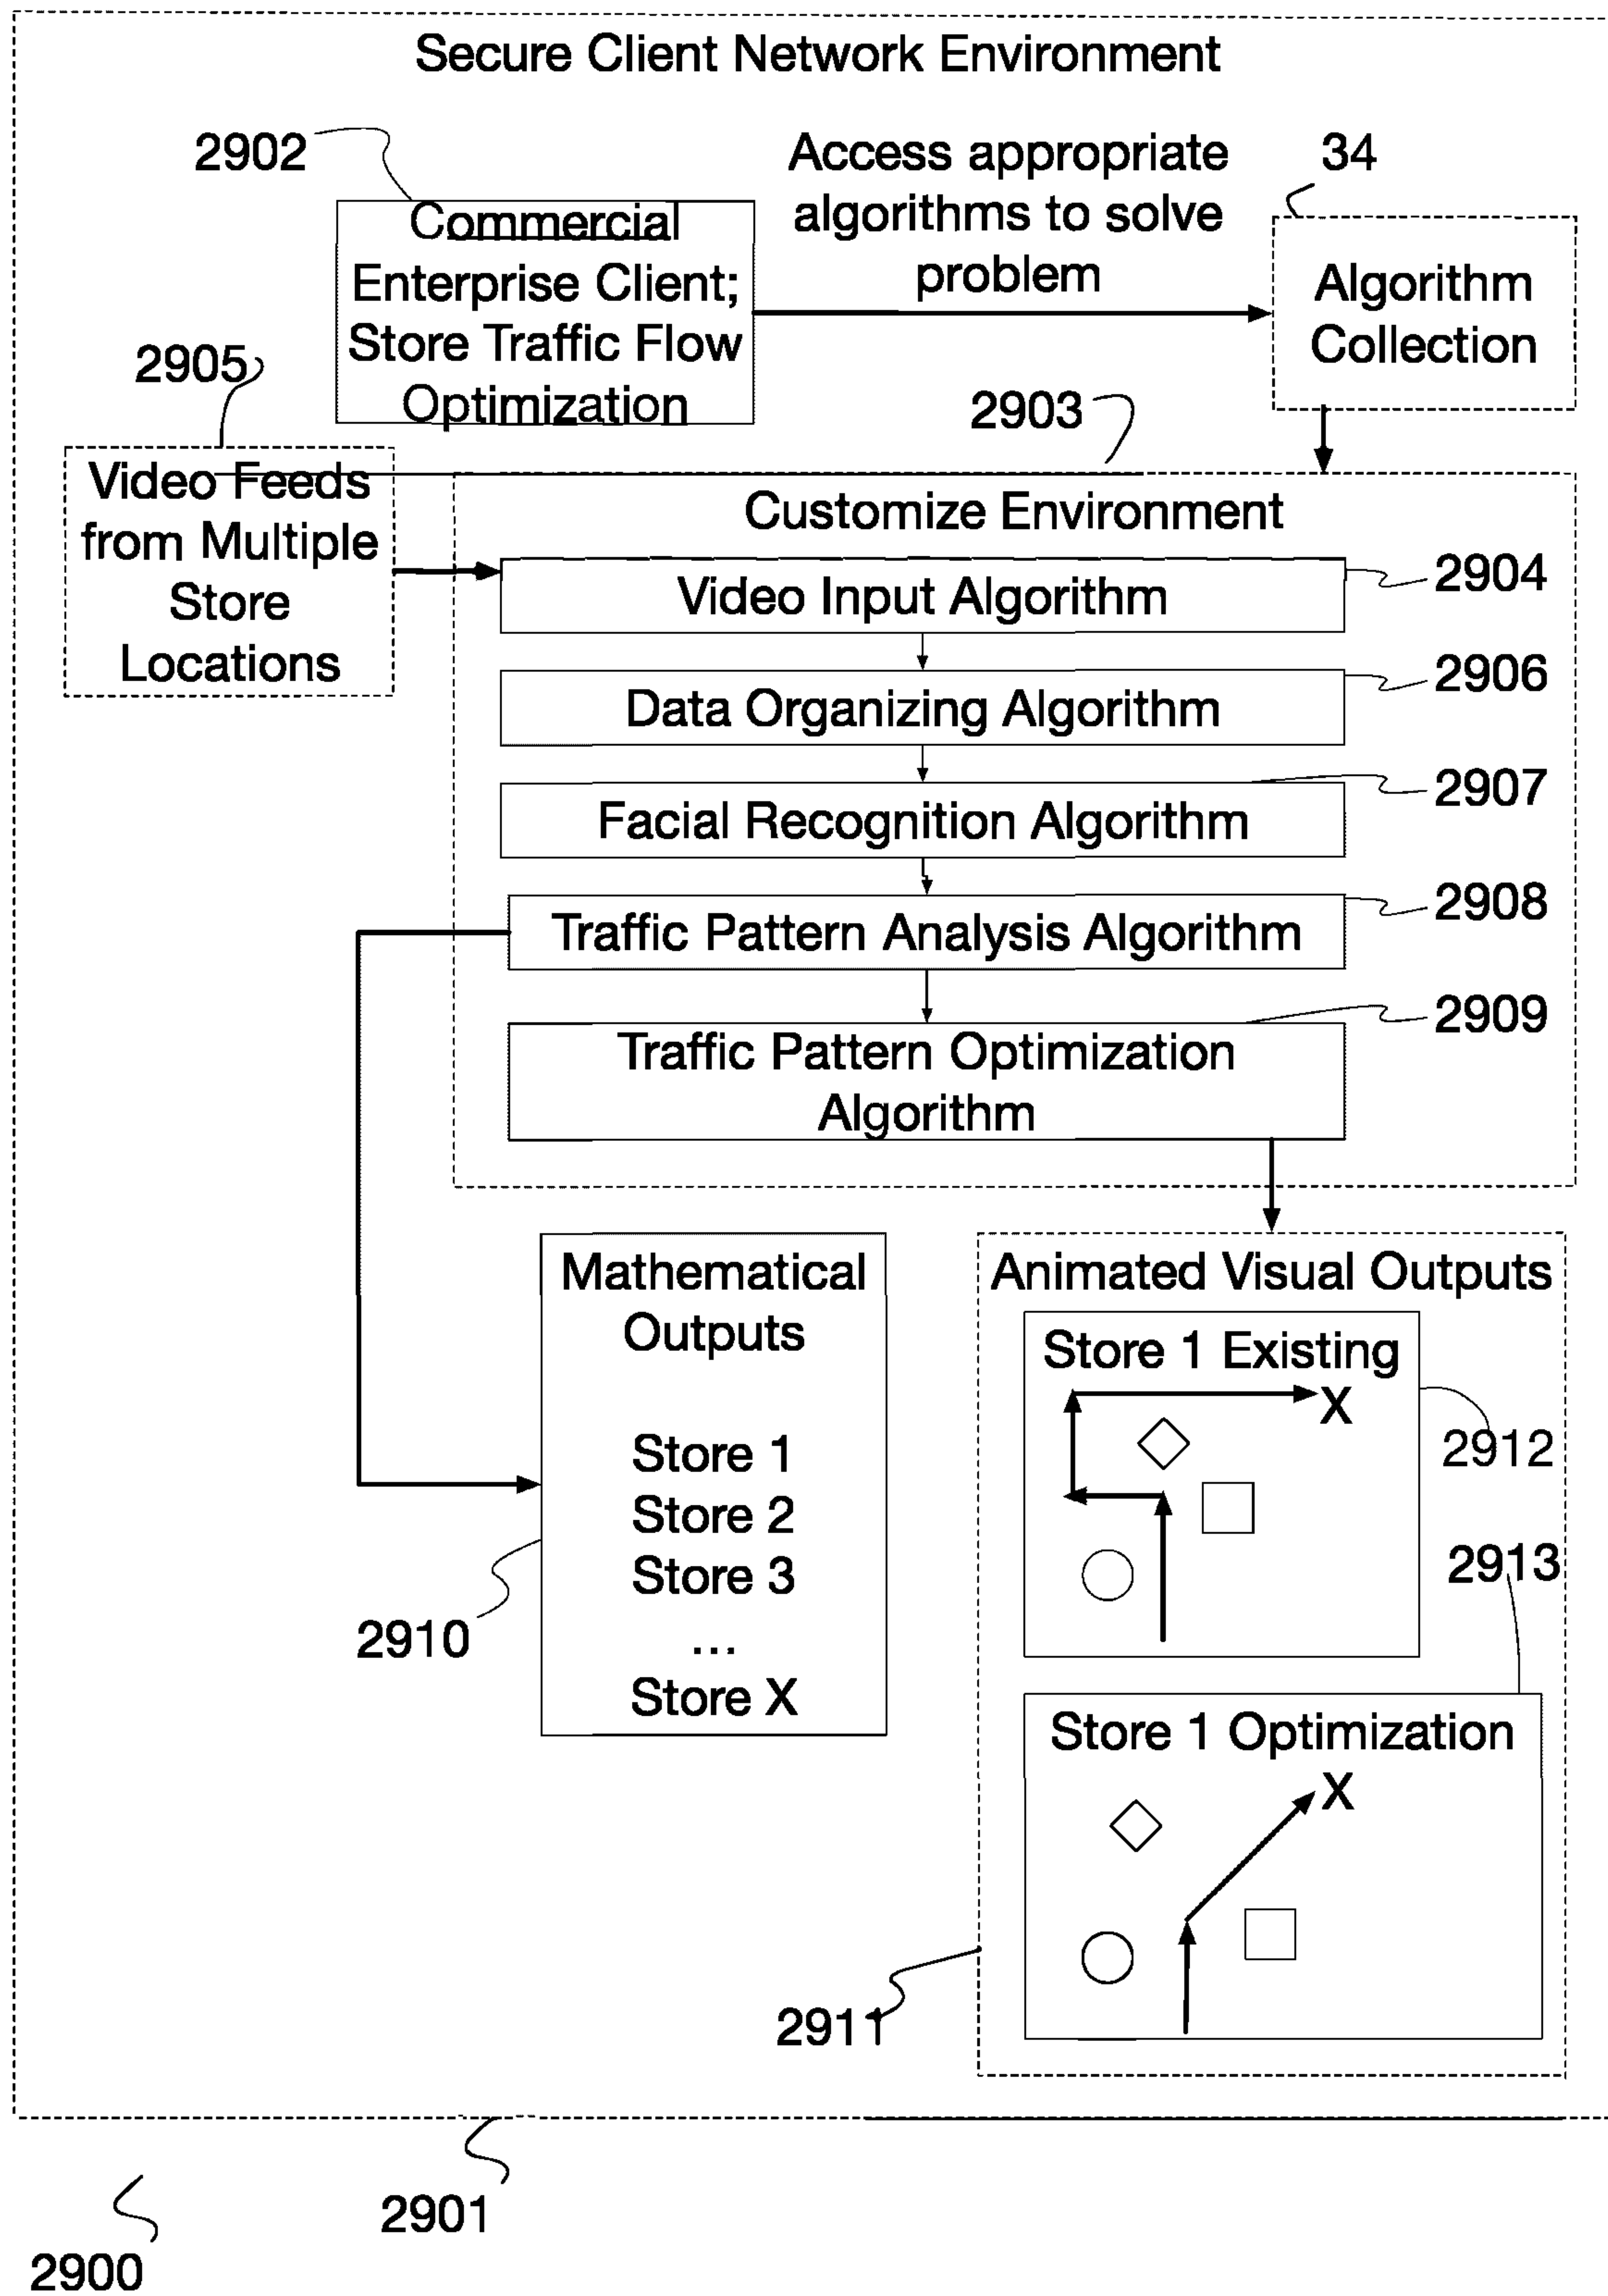 Secure Client Network Environment
2902
Access appropriate
algorithms to solve
problem
34
Commercial
Enterprise Client;
Store Traffic Flow
Optimization
Algorithm
Collection
2905
2903
Video Feeds
from Multiple
Store
Locations
Customize Environment
Video Input Algorithm
2904
Data Organizing Algorithm
2906
Facial Recognition Algorithm
2907
Traffic Pattern Analysis Algorithm
2908
Traffic Pattern Optimization
Algorithm
2909
Mathematical
Outputs
Store 1
Store 2
Store 3
...
Store X
2910
Animated Visual Outputs
Store 1 Existing
X
2912
2913
Store 1 Optimization
X
2911
2901
2900